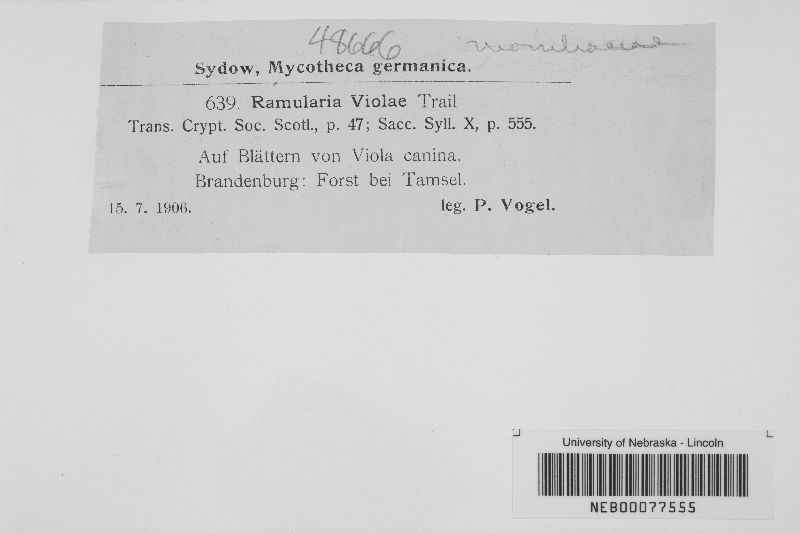 48666 moniliaceae
Sydow, Mycotheca germanica.
639. Ramularia Violae Trail
Trans. Crypt. Soc. Scotl., p. 47; Sacc. Syll. X, p. 555.
Auf Blättern von Viola canina.
Brandenburg: Forst bei Tamsel.
15. 7. 1906. leg. P. Vogel.
University of Nebraska - Lincoln
NEB00077555